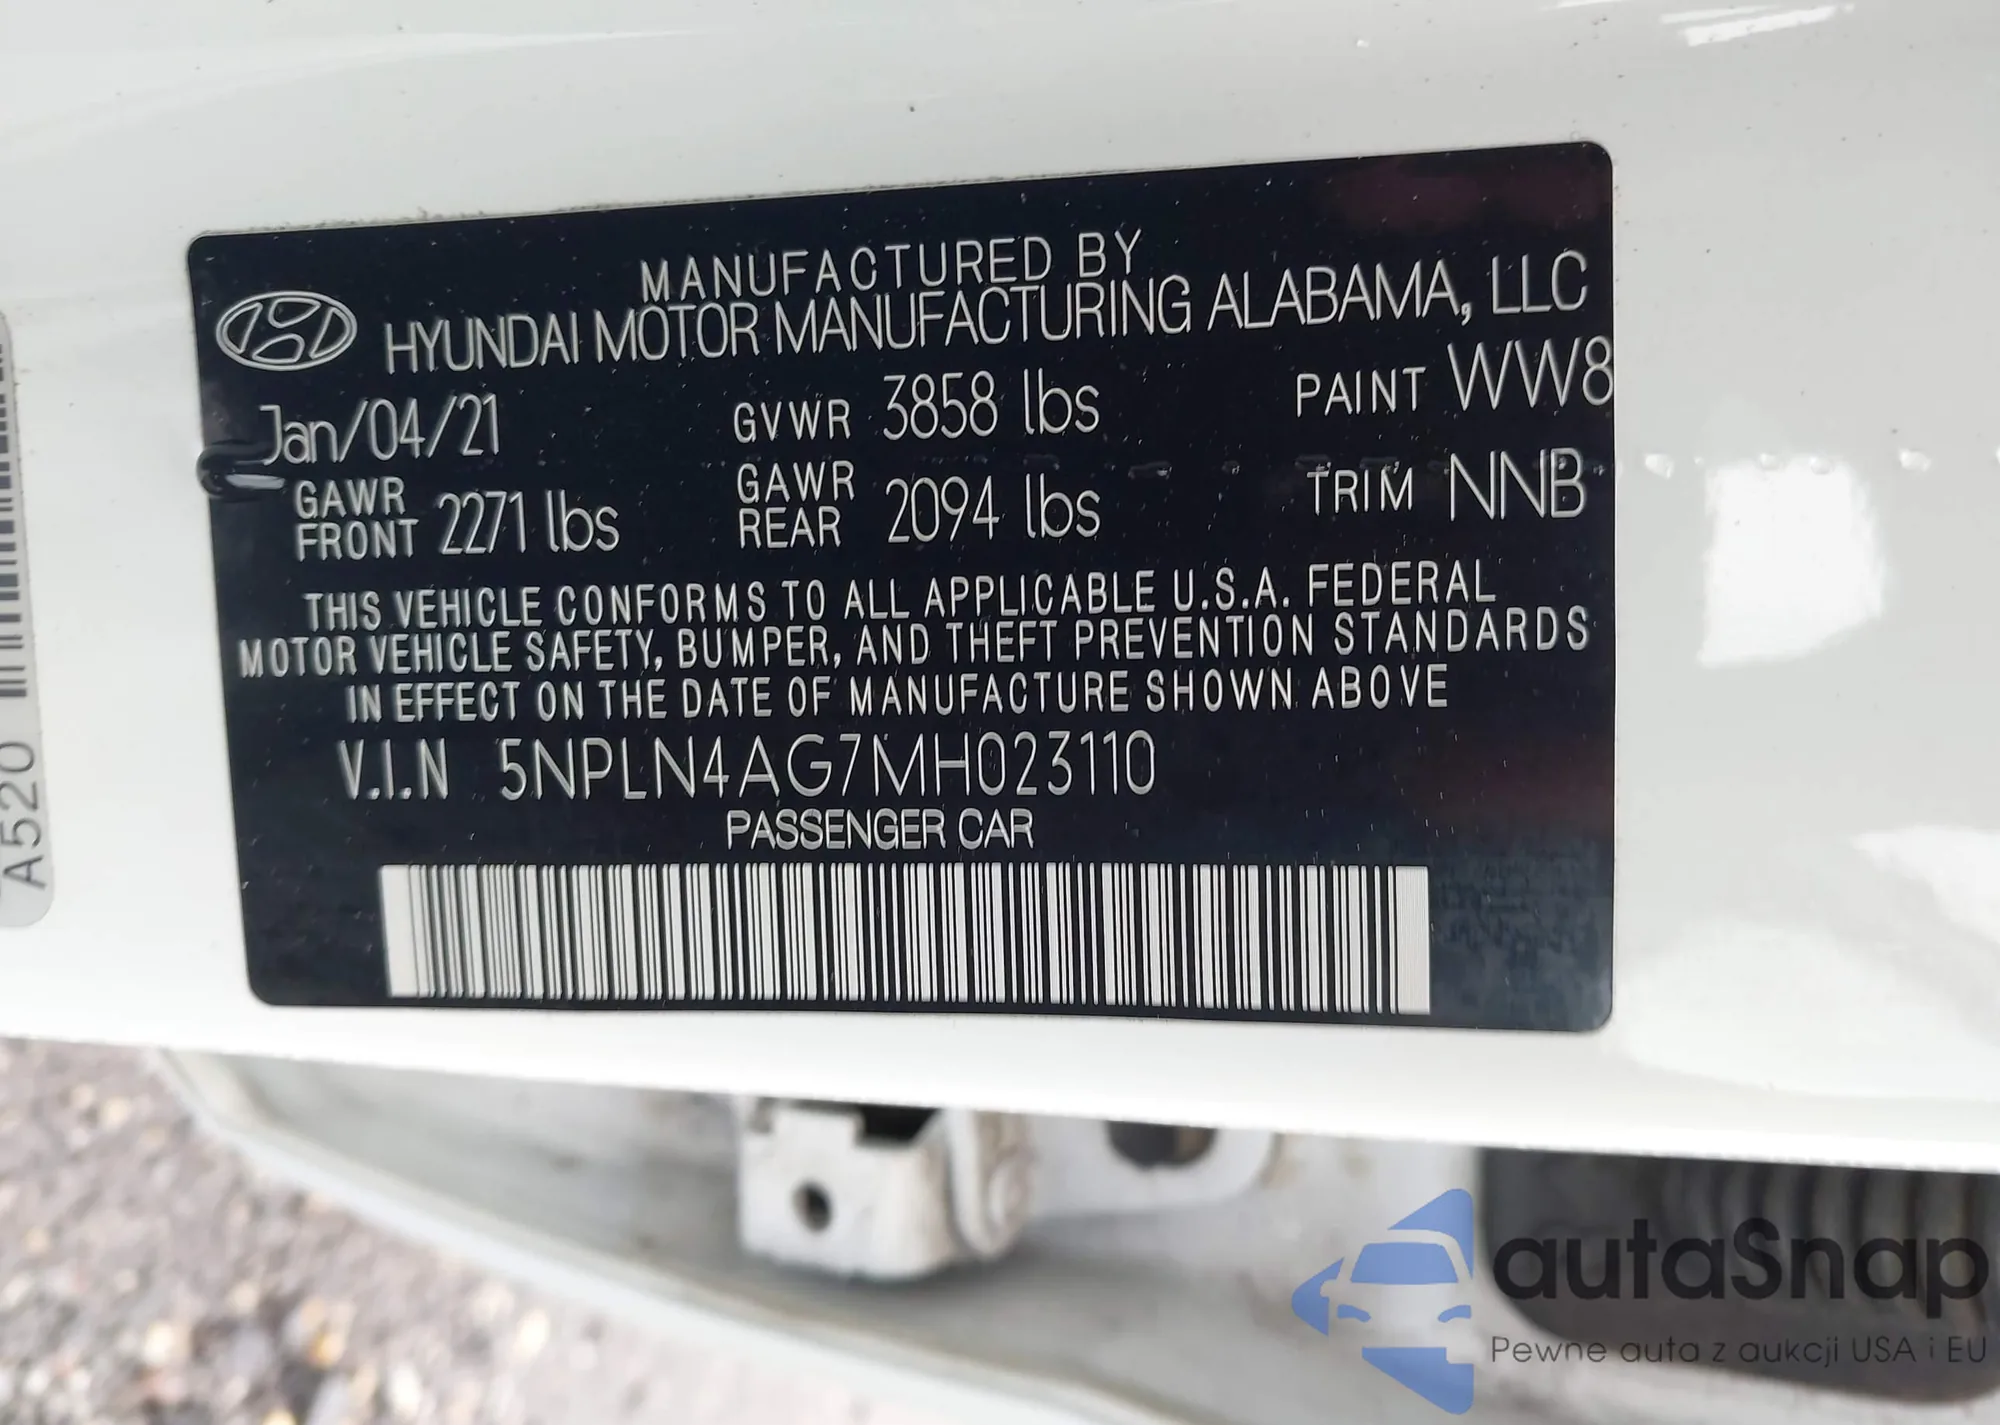 MANUFACTURED BY
HYUNDAI MOTOR MANUFACTURING ALABAMA, LLC
Jan/04/21 GVWR 3858 lbs PAINT WW8
GAWR FRONT 2271 lbs GAWR REAR 2094 lbs TRIM NNB
THIS VEHICLE CONFORMS TO ALL APPLICABLE U.S.A. FEDERAL
MOTOR VEHICLE SAFETY, BUMPER, AND THEFT PREVENTION STANDARDS
IN EFFECT ON THE DATE OF MANUFACTURE SHOWN ABOVE
V.I.N 5NPLN4AG7MH023110
PASSENGER CAR
A520
autoSnap
Pewne auta z aukcji USA i EU